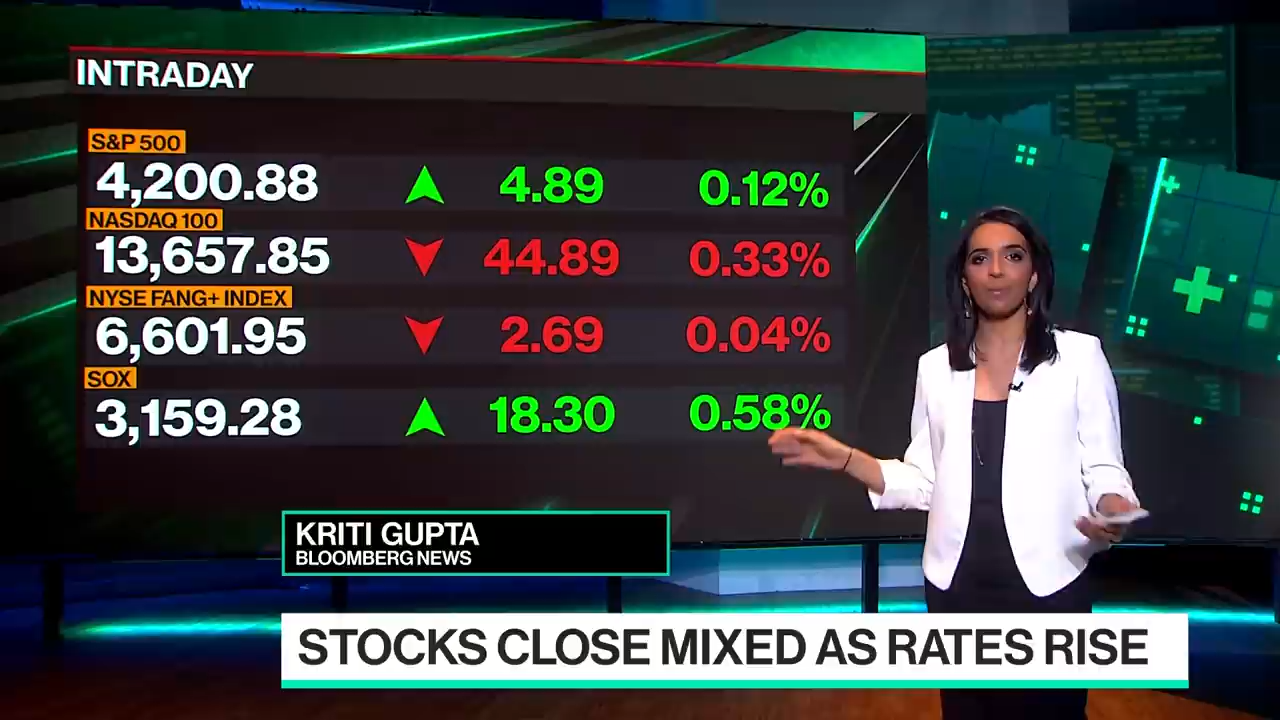 INTRADAY
S&P 500
4,200.88 4.89 0.12%
NASDAQ 100
13,657.85 44.89 0.33%
NYSE FANG+ INDEX
6,601.95 2.69 0.04%
SOX
3,159.28 18.30 0.58%
KRITI GUPTA
BLOOMBERG NEWS
STOCKS CLOSE MIXED AS RATES RISE